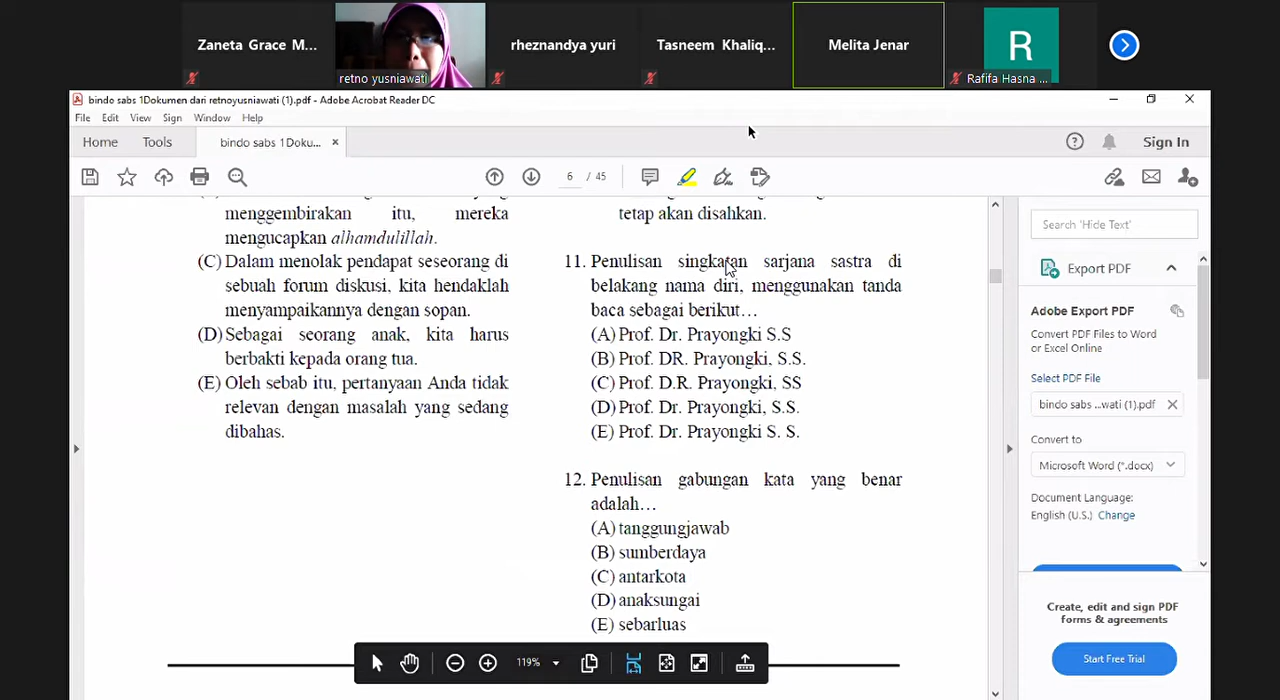 Zaneta Grace M...
retno yusniawati
rheznandya yuri
Tasneem Khaliq...
Melita Jenar
R
Rafifa Hasna ...
bindo sabs 1Dokumen dari retnoyusniawati (1).pdf - Adobe Acrobat Reader DC
File Edit View Sign Window Help
Home Tools bindo sabs 1Doku... × Sign In
6 / 45
menggembirakan itu, mereka
mengucapkan alhamdulillah.
(C) Dalam menolak pendapat seseorang di
sebuah forum diskusi, kita hendaklah
menyampaikannya dengan sopan.
(D) Sebagai seorang anak, kita harus
berbakti kepada orang tua.
(E) Oleh sebab itu, pertanyaan Anda tidak
relevan dengan masalah yang sedang
dibahas.
tetap akan disahkan.
11. Penulisan singkatan sarjana sastra di
belakang nama diri, menggunakan tanda
baca sebagai berikut…
(A) Prof. Dr. Prayongki S.S
(B) Prof. DR. Prayongki, S.S.
(C) Prof. D.R. Prayongki, SS
(D) Prof. Dr. Prayongki, S.S.
(E) Prof. Dr. Prayongki S. S.
12. Penulisan gabungan kata yang benar
adalah…
(A) tanggungjawab
(B) sumberdaya
(C) antarkota
(D) anaksungai
(E) sebarluas
119%
Search 'Hide Text'
Export PDF
Adobe Export PDF
Convert PDF Files to Word
or Excel Online
Select PDF File
bindo sabs ...wati (1).pdf
Convert to
Microsoft Word (*.docx)
Document Language:
English (U.S.) Change
Create, edit and sign PDF
forms & agreements
Start Free Trial